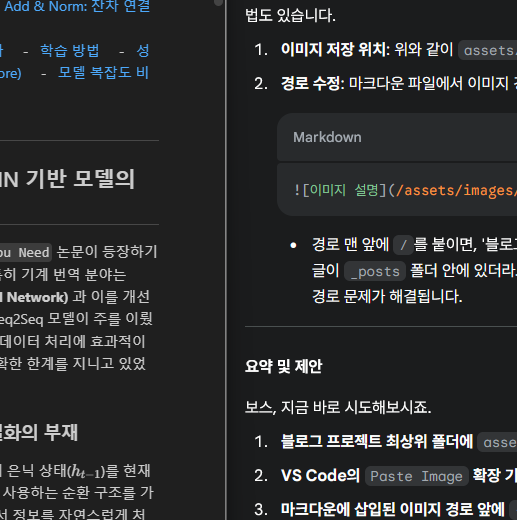 Add & Norm: 잔차 연결
- 학습 방법 - 성
ore) - 모델 복잡도 비
NN 기반 모델의
ou Need 논문이 등장하기
특히 기계 번역 분야는
l Network) 과 이를 개선
eq2Seq 모델이 주를 이뤘
데이터 처리에 효과적이
확한 한계를 지니고 있었
화의 부재
은닉 상태(h_{t-1})를 현재
사용하는 순환 구조를 가
서 정보를 자연스럽게 처
법도 있습니다.
1. 이미지 저장 위치: 위와 같이 assets.
2. 경로 수정: 마크다운 파일에서 이미지 경
Markdown
![이미지 설명](/assets/images/
• 경로 맨 앞에 / 를 붙이면, '블로그
글이 _posts 폴더 안에 있더라
경로 문제가 해결됩니다.
요약 및 제안
보스, 지금 바로 시도해보시죠.
1. 블로그 프로젝트 최상위 폴더에 asse
2. VS Code의 Paste Image 확장 기
3. 마크다운에 삽입된 이미지 경로 앞에